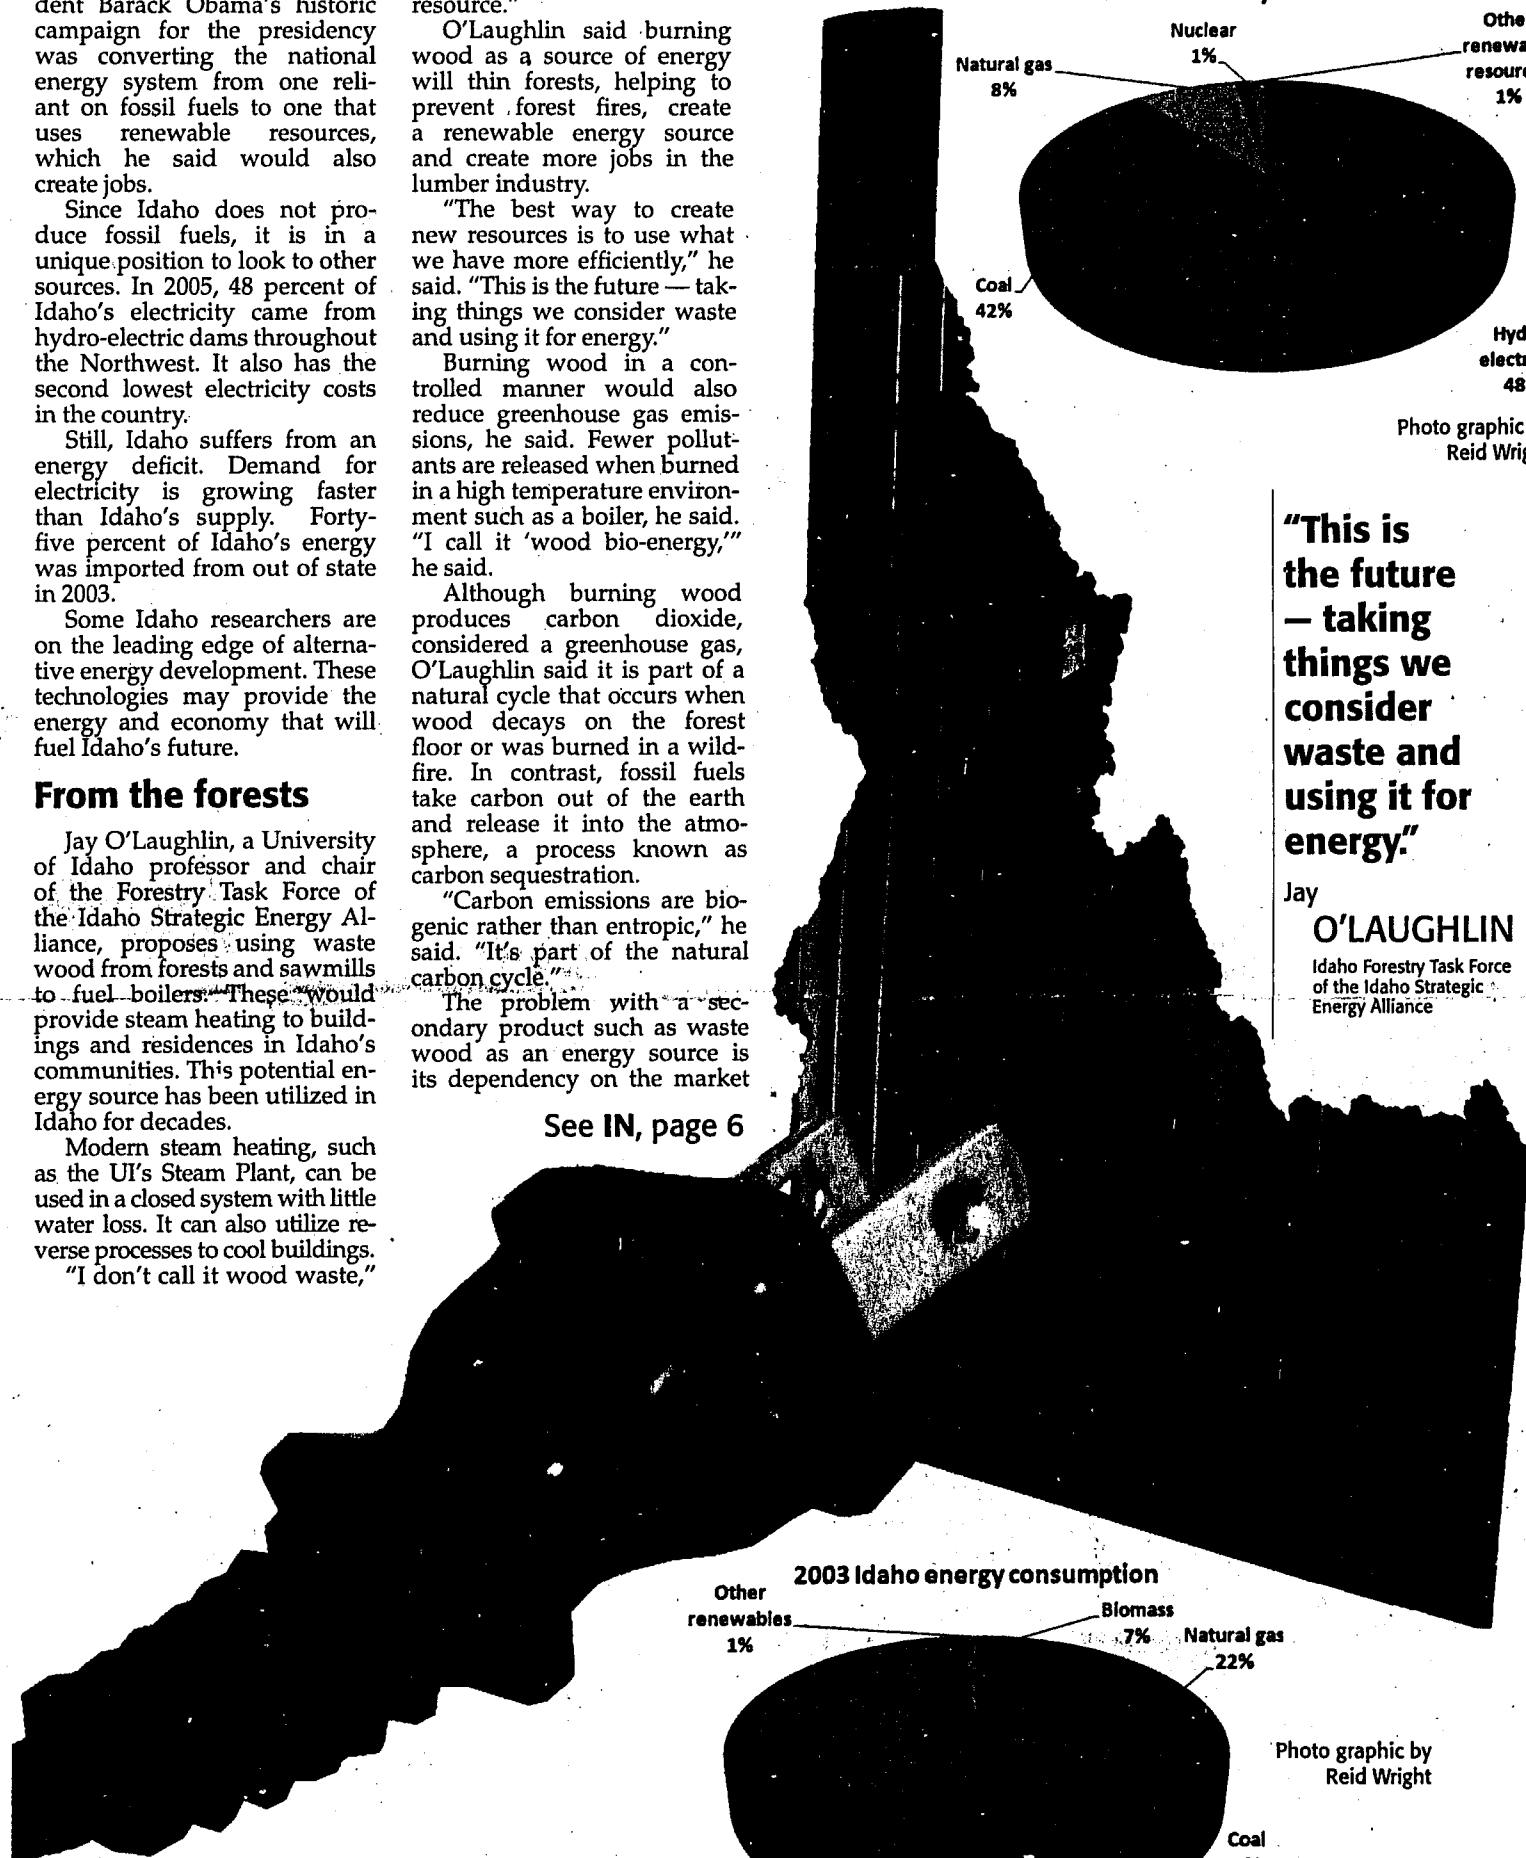 dent Barack Obama's historic
campaign for the presidency
was converting the national
energy system from one reli-
ant on fossil fuels to one that
uses renewable resources,
which he said would also
create jobs.
Since Idaho does not pro-
duce fossil fuels, it is in a
unique position to look to other
sources. In 2005, 48 percent of
Idaho's electricity came from
hydro-electric dams throughout
the Northwest. It also has the
second lowest electricity costs
in the country.
Still, Idaho suffers from an
energy deficit. Demand for
electricity is growing faster
than Idaho's supply. Forty-
five percent of Idaho's energy
was imported from out of state
in 2003.
Some Idaho researchers are
on the leading edge of alterna-
tive energy development. These
technologies may provide the
energy and economy that will
fuel Idaho's future.
From the forests
Jay O'Laughlin, a University
of Idaho professor and chair
of the Forestry Task Force of
the Idaho Strategic Energy Al-
liance, proposes using waste
wood from forests and sawmills
to fuel boilers. These would
provide steam heating to build-
ings and residences in Idaho's
communities. This potential en-
ergy source has been utilized in
Idaho for decades.
Modern steam heating, such
as the UI's Steam Plant, can be
used in a closed system with little
water loss. It can also utilize re-
verse processes to cool buildings.
"I don't call it wood waste,"
resource."
O'Laughlin said burning
wood as a source of energy
will thin forests, helping to
prevent forest fires, create
a renewable energy source
and create more jobs in the
lumber industry.
"The best way to create
new resources is to use what
we have more efficiently," he
said. "This is the future — tak-
ing things we consider waste
and using it for energy."
Burning wood in a con-
trolled manner would also
reduce greenhouse gas emis-
sions, he said. Fewer pollut-
ants are released when burned
in a high temperature environ-
ment such as a boiler, he said.
"I call it 'wood bio-energy,'"
he said.
Although burning wood
produces carbon dioxide,
considered a greenhouse gas,
O'Laughlin said it is part of a
natural cycle that occurs when
wood decays on the forest
floor or was burned in a wild-
fire. In contrast, fossil fuels
take carbon out of the earth
and release it into the atmo-
sphere, a process known as
carbon sequestration.
"Carbon emissions are bio-
genic rather than entropic," he
said. "It's part of the natural
carbon cycle."
The problem with a sec-
ondary product such as waste
wood as an energy source is
its dependency on the market
See IN, page 6
Nuclear
1%
Natural gas
8%
Othe
renewa
resour
1%
Coal
42%
Hyd
elect
48
Photo graphic
Reid Wrig
"This is
the future
— taking
things we
consider
waste and
using it for
energy."
Jay
O'LAUGHLIN
Idaho Forestry Task Force
of the Idaho Strategic
Energy Alliance
2003 Idaho energy consumption
Other
renewables
1%
Biomass
7%
Natural gas
22%
Photo graphic by
Reid Wright
Coal